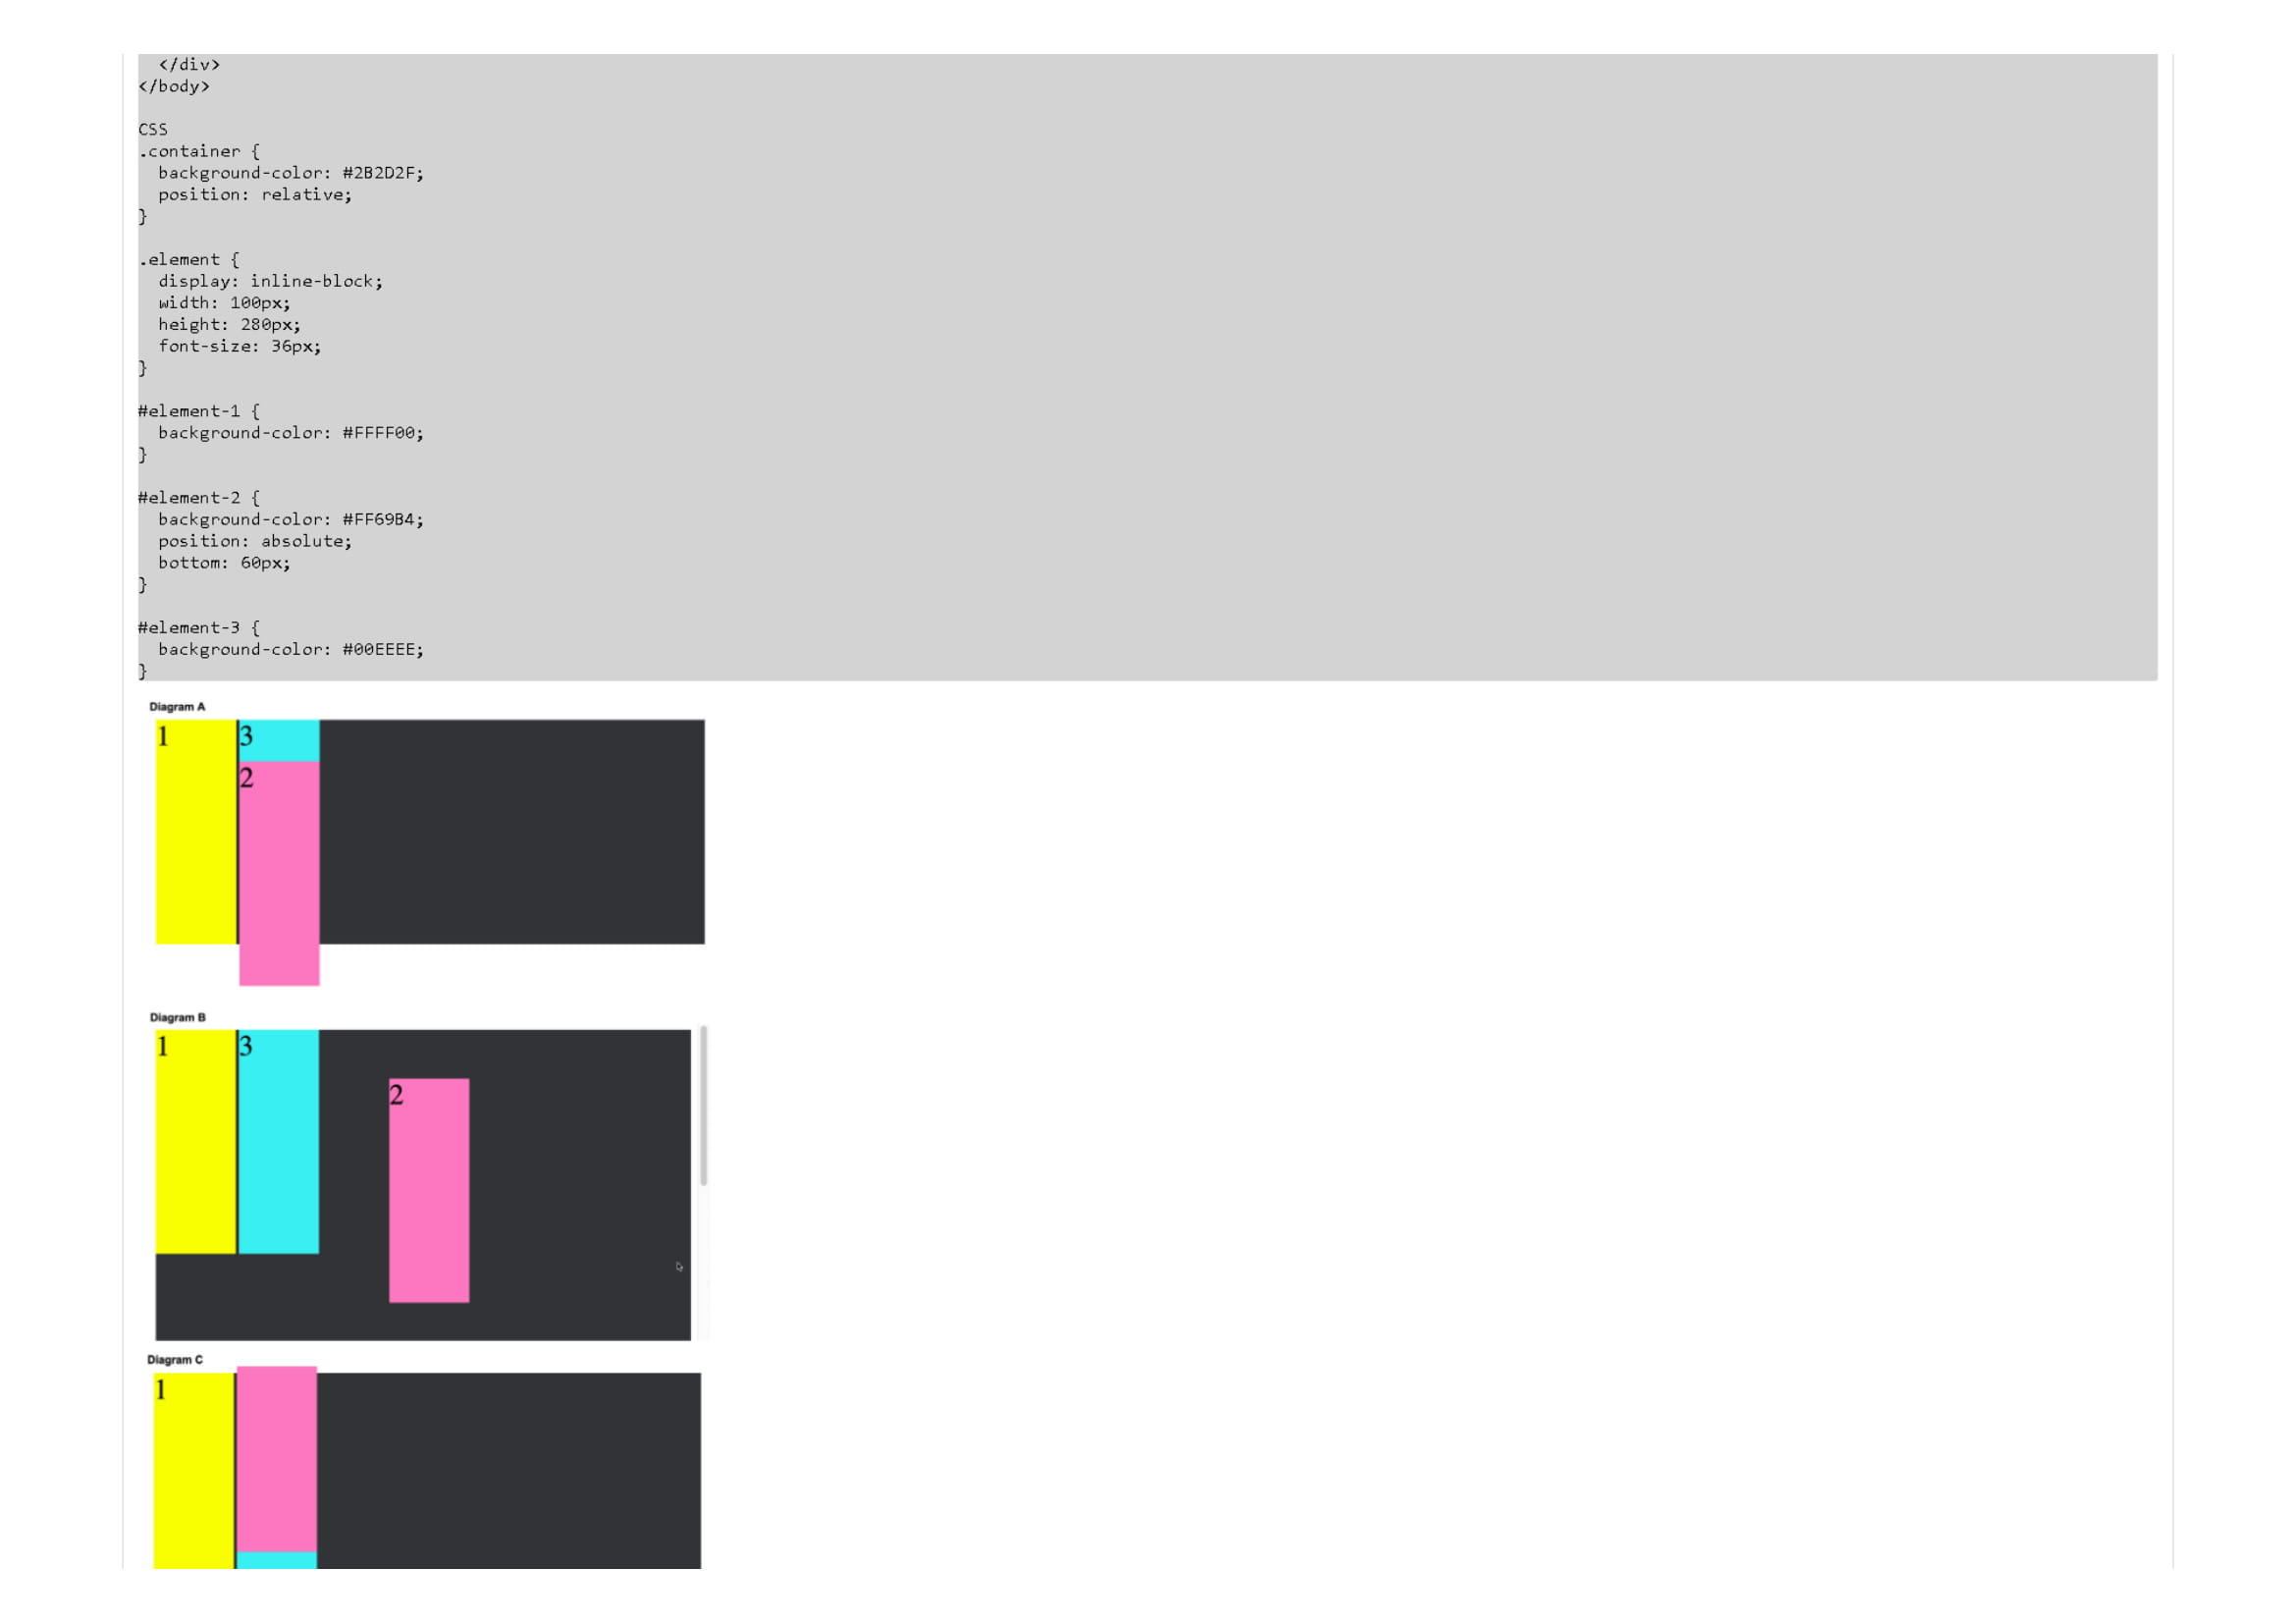 </div>
</body>
CSS
.container {
background-color: #2B2D2F;
position: relative;
}
.element {
display: inline-block;
width: 100px;
height: 280px;
font-size: 36px;
}
#element-1 {
background-color: #FFFF00;
}
#element-2 {
background-color: #FF69B4;
position: absolute;
bottom: 60px;
}
#element-3 {
background-color: #00EEEE;
}
Diagram A
1 3
2
Diagram B
1 3
2
Diagram C
1